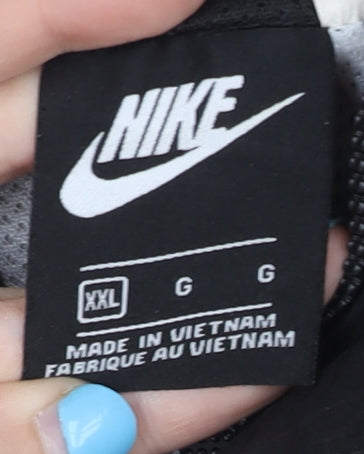 NIKE
XXL G G
MADE IN VIETNAM
FABRIQUE AU VIETNAM